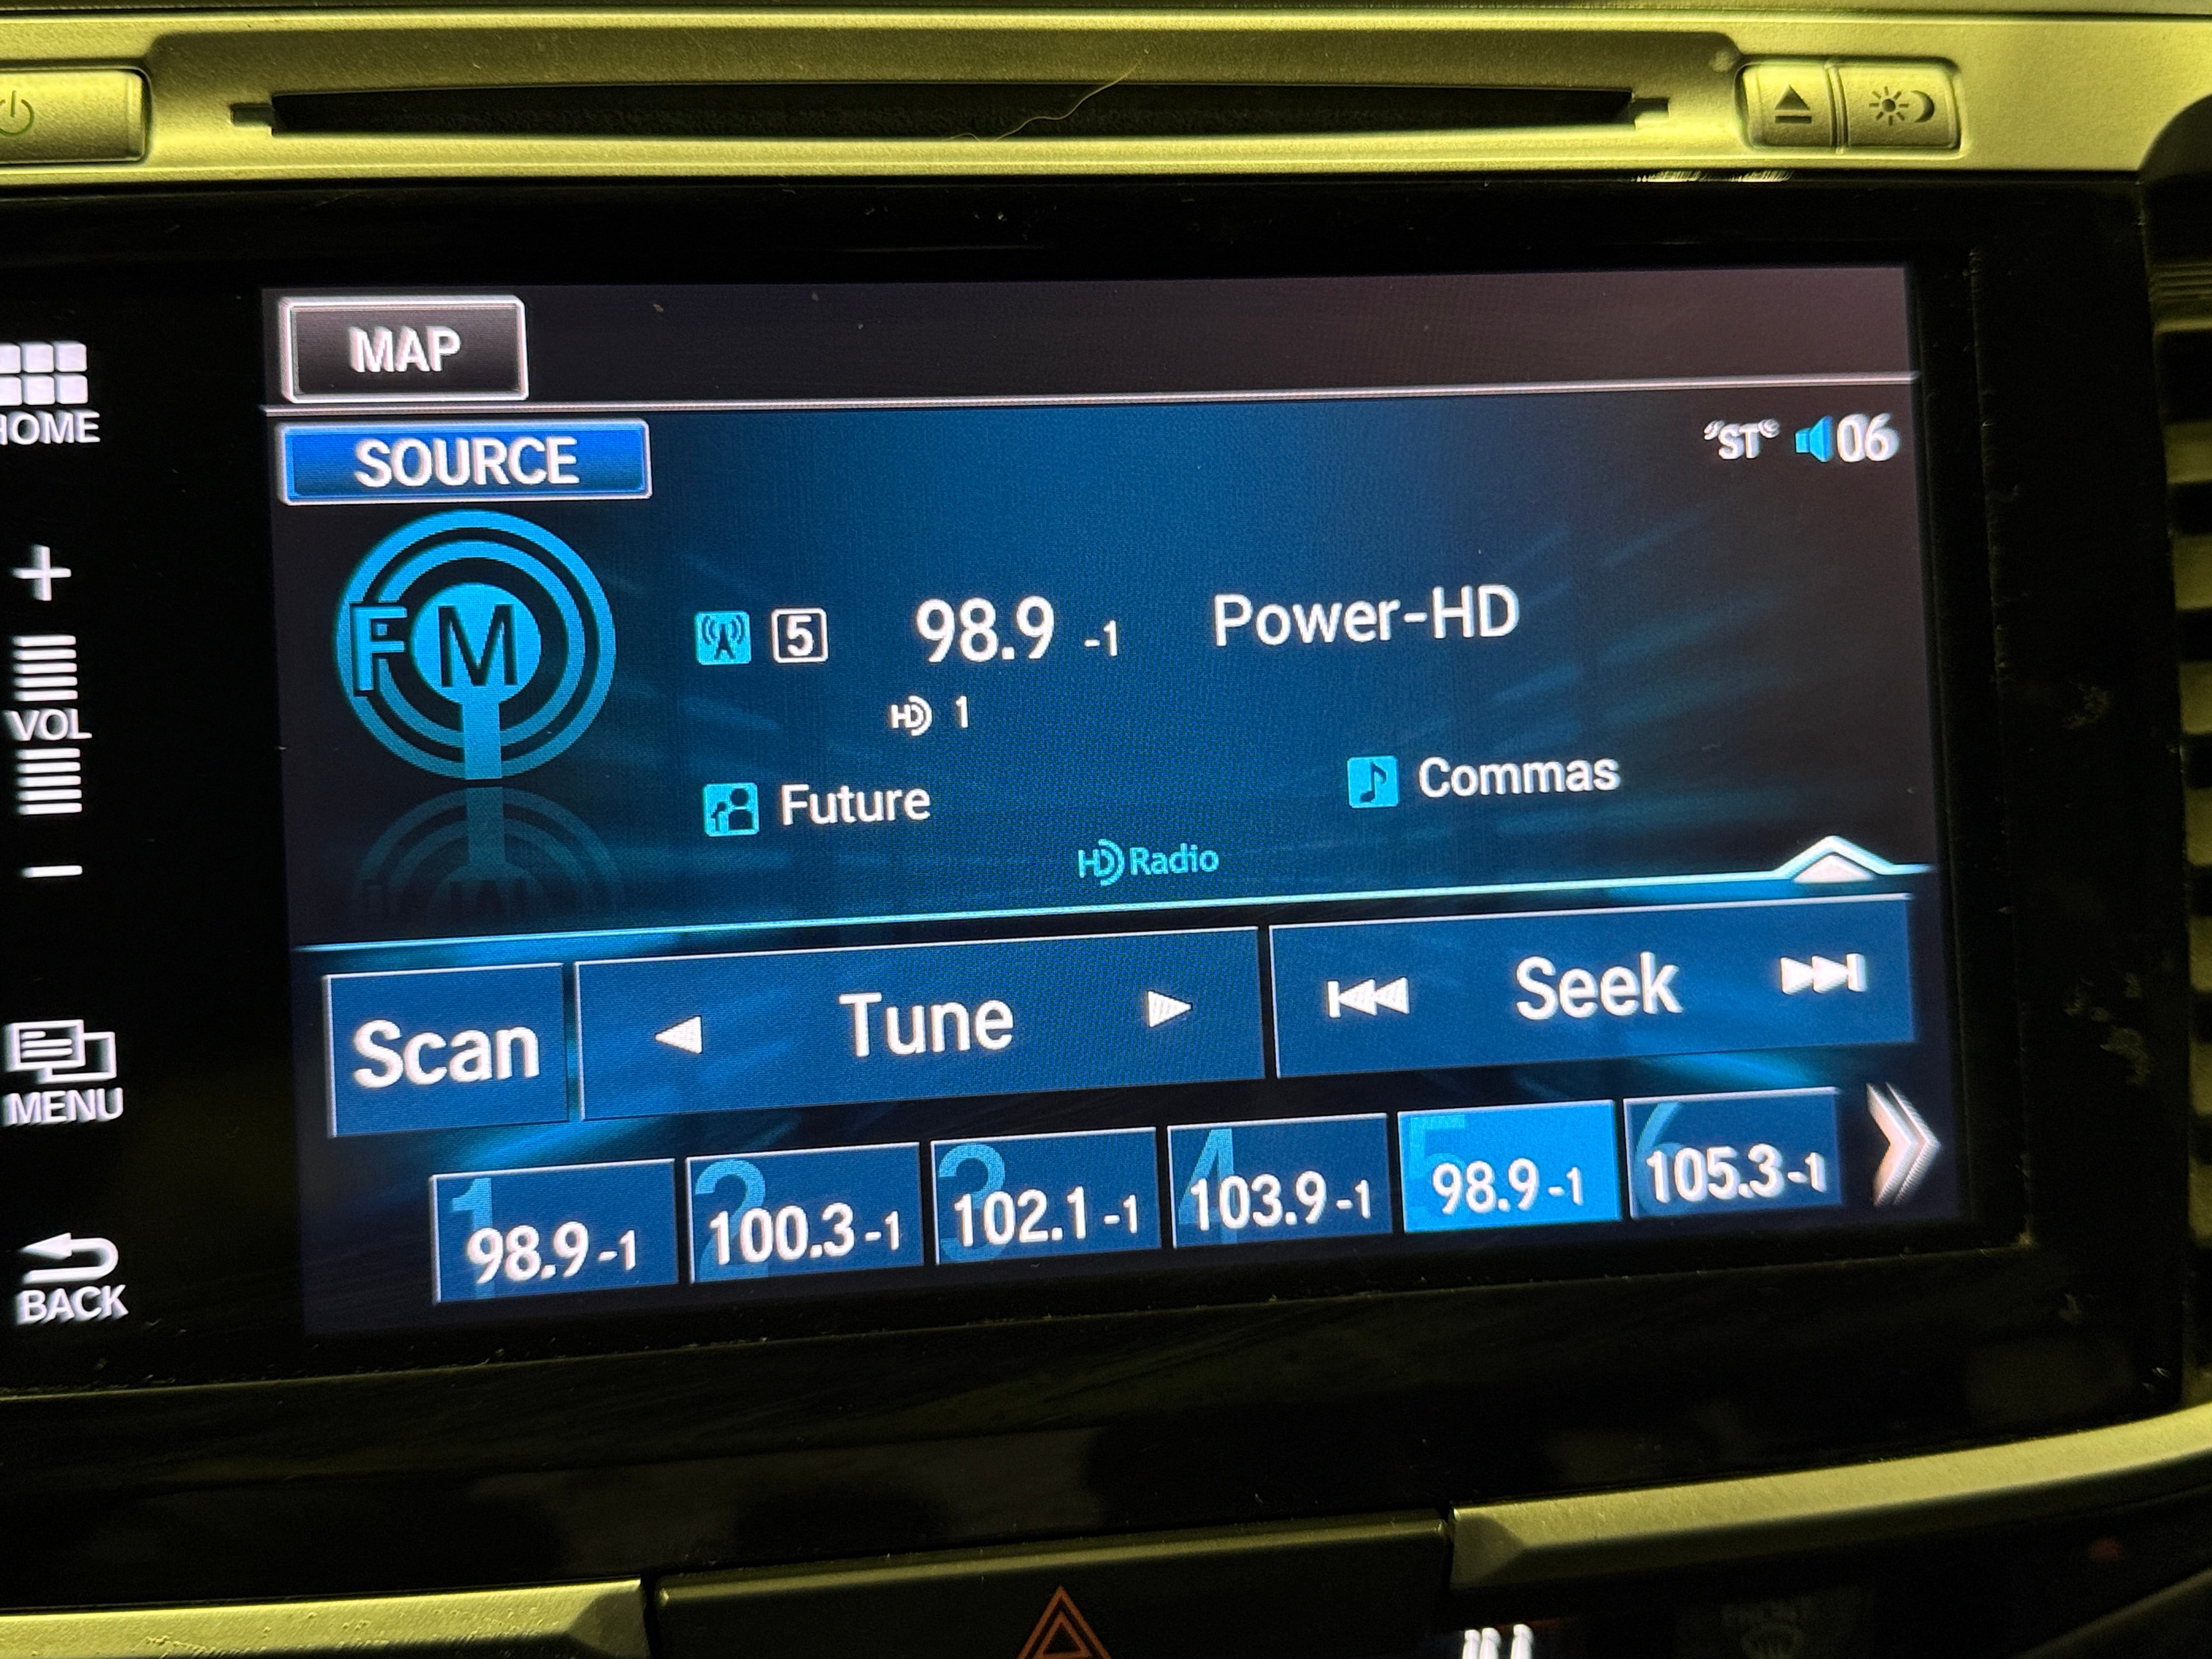 MAP
HOME
SOURCE
"ST" 06
FM
5 98.9 -1 Power-HD
HD 1
VOL
Future Commas
HD Radio
Scan Tune Seek
MENU
1 98.9-1 2 100.3-1 3 102.1-1 4 103.9-1 5 98.9-1 6 105.3-1
BACK